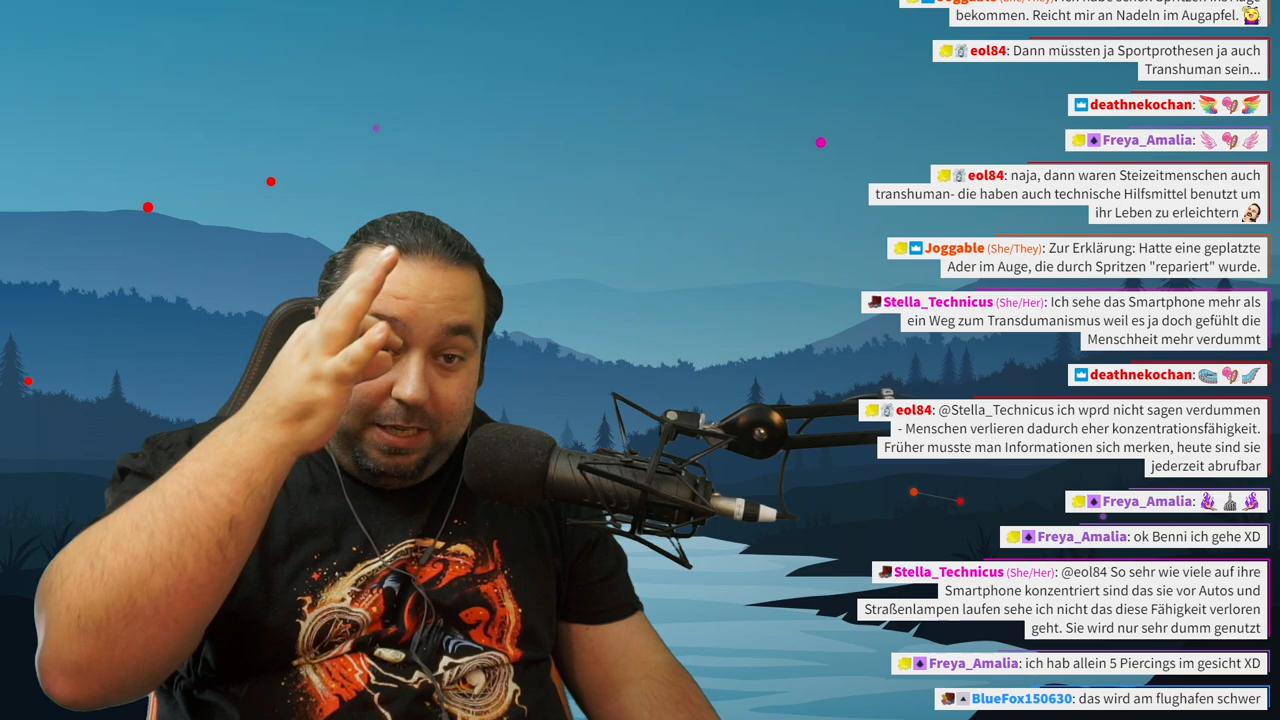 bekommen. Reicht mir an Nadeln im Augapfel.
eol84: Dann müssten ja Sportprothesen ja auch
Transhuman sein...
deathnekochan:
Freya_Amalia:
eol84: naja, dann waren Steizeitmenschen auch
transhuman- die haben auch technische Hilfsmittel benutzt um
ihr Leben zu erleichtern
Joggable (She/They): Zur Erklärung: Hatte eine geplatzte
Ader im Auge, die durch Spritzen "repariert" wurde.
Stella_Technicus (She/Her): Ich sehe das Smartphone mehr als
ein Weg zum Transdumanismus weil es ja doch gefühlt die
Menschheit mehr verdummt
deathnekochan:
eol84: @Stella_Technicus ich wprd nicht sagen verdummen
- Menschen verlieren dadurch eher konzentrationsfähigkeit.
Früher musste man Informationen sich merken, heute sind sie
jederzeit abrufbar
Freya_Amalia:
Freya_Amalia: ok Benni ich gehe XD
Stella_Technicus (She/Her): @eol84 So sehr wie viele auf ihre
Smartphone konzentriert sind das sie vor Autos und
Straßenlampen laufen sehe ich nicht das diese Fähigkeit verloren
geht. Sie wird nur sehr dumm genutzt
Freya_Amalia: ich hab allein 5 Piercings im gesicht XD
BlueFox150630: das wird am flughafen schwer